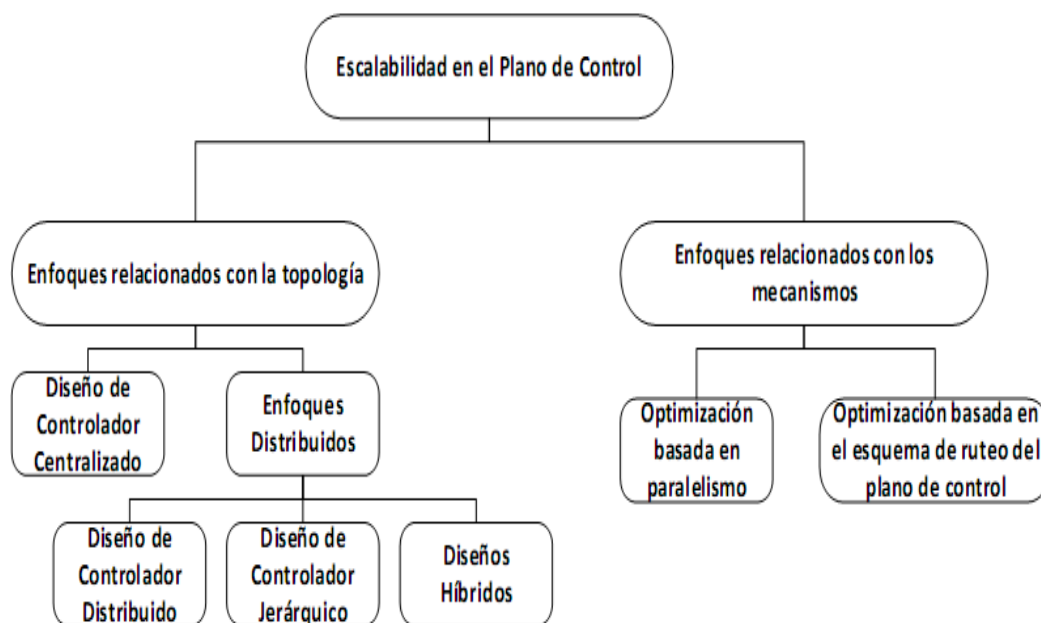 Escalabilidad en el Plano de Control
Enfoques relacionados con la topología
Enfoques relacionados con los
mecanismos
Diseño de
Controlador
Centralizado
Enfoques
Distribuidos
Optimización
basada en
paralelismo
Optimización basada en
el esquema de ruteo del
plano de control
Diseño de
Controlador
Distribuido
Diseño de
Controlador
Jerárquico
Diseños
Híbridos